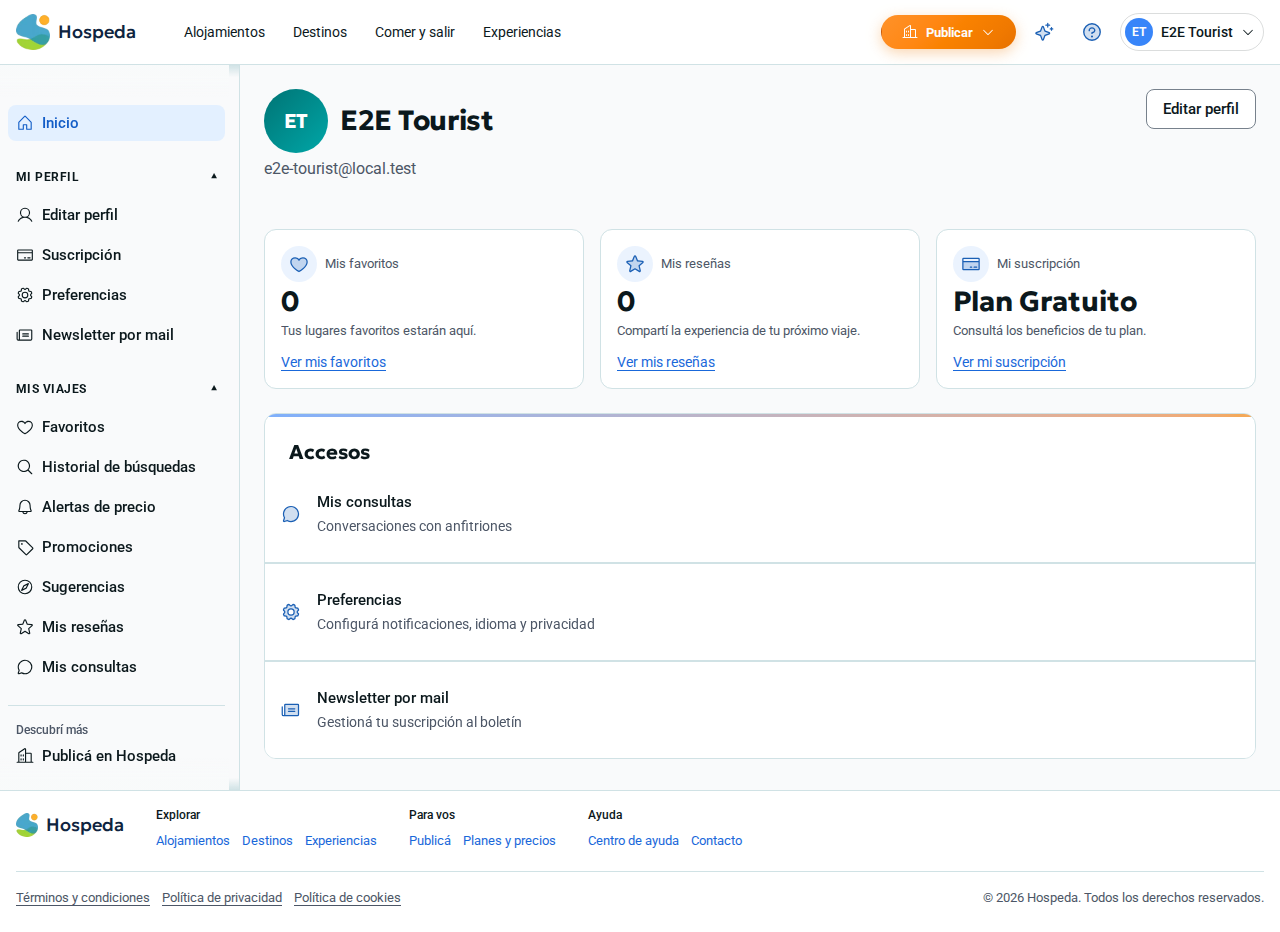 Hospeda
Alojamientos Destinos Comer y salir Experiencias
Publicar
ET E2E Tourist
Inicio
MI PERFIL
Editar perfil
Suscripción
Preferencias
Newsletter por mail
MIS VIAJES
Favoritos
Historial de búsquedas
Alertas de precio
Promociones
Sugerencias
Mis reseñas
Mis consultas
Descubrí más
Publicá en Hospeda
ET E2E Tourist
e2e-tourist@local.test
Editar perfil
Mis favoritos
0
Tus lugares favoritos estarán aquí.
Ver mis favoritos
Mis reseñas
0
Compartí la experiencia de tu próximo viaje.
Ver mis reseñas
Mi suscripción
Plan Gratuito
Consultá los beneficios de tu plan.
Ver mi suscripción
Accesos
Mis consultas
Conversaciones con anfitriones
Preferencias
Configurá notificaciones, idioma y privacidad
Newsletter por mail
Gestioná tu suscripción al boletín
Hospeda
Explorar
Alojamientos Destinos Experiencias
Para vos
Publicá Planes y precios
Ayuda
Centro de ayuda Contacto
Términos y condiciones Política de privacidad Política de cookies
© 2026 Hospeda. Todos los derechos reservados.